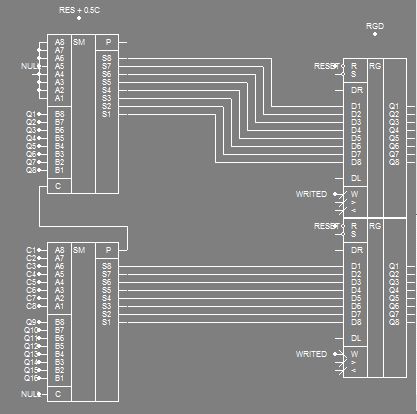 RES + 0.5C
RGD
A8 SM P
A7
NULL A6 S8
A5 S7
A4 S6
A3 S5
A2 S4
A1 S3
S2
S1
Q1 B8
Q2 B7
Q3 B6
Q4 B5
Q5 B4
Q6 B3
Q7 B2
Q8 B1
C
RESET R RG
S
DR
D1 Q1
D2 Q2
D3 Q3
D4 Q4
D5 Q5
D6 Q6
D7 Q7
D8 Q8
DL
WRITED W
>
<
C1 A8 SM P
C2 A7
C3 A6 S8
C4 A5 S7
C5 A4 S6
C6 A3 S5
C7 A2 S4
C8 A1 S3
S2
Q9 B8 S1
Q10 B7
Q11 B6
Q12 B5
Q13 B4
Q14 B3
Q15 B2
Q16 B1
NULL C
RESET R RG
S
DR
D1 Q1
D2 Q2
D3 Q3
D4 Q4
D5 Q5
D6 Q6
D7 Q7
D8 Q8
DL
WRITED W
>
<